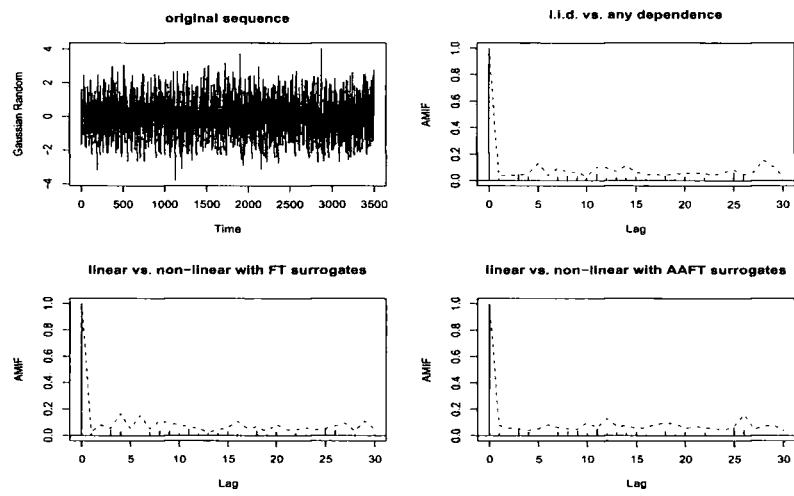 original sequence
Gaussian Random
4
2
0
-2
-4
0 500 1000 1500 2000 2500 3000 3500
Time
i.i.d. vs. any dependence
AMIF
1.0
0.8
0.6
0.4
0.2
0.0
0 5 10 15 20 25 30
Lag
linear vs. non-linear with FT surrogates
AMIF
1.0
0.8
0.6
0.4
0.2
0.0
0 5 10 15 20 25 30
Lag
linear vs. non-linear with AAFT surrogates
AMIF
1.0
0.8
0.6
0.4
0.2
0.0
0 5 10 15 20 25 30
Lag